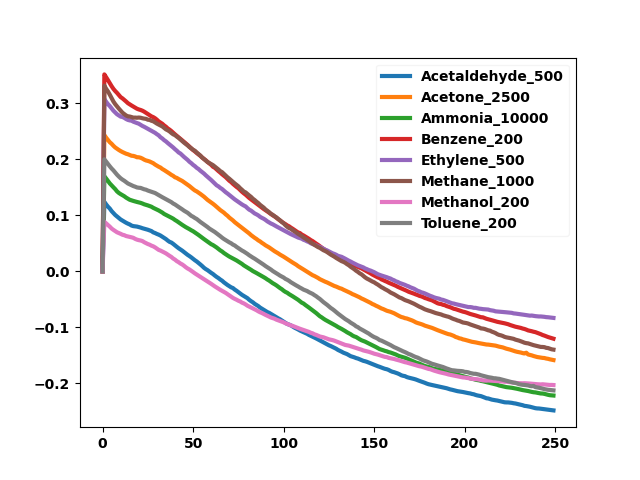 Acetaldehyde_500
Acetone_2500
Ammonia_10000
Benzene_200
Ethylene_500
Methane_1000
Methanol_200
Toluene_200
0.3
0.2
0.1
0.0
−0.1
−0.2
0 50 100 150 200 250